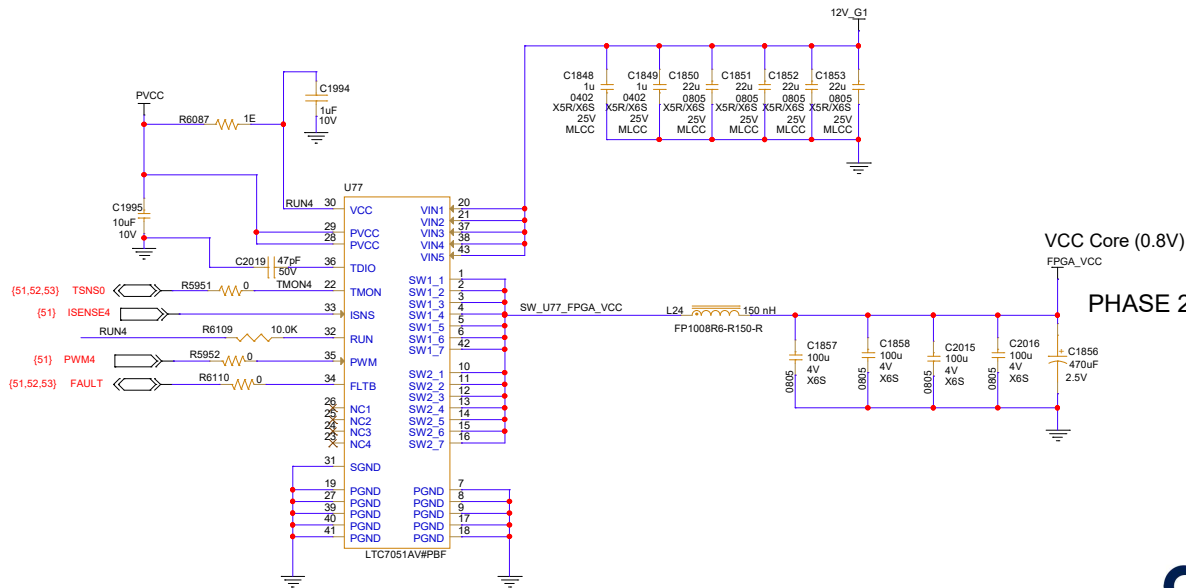 12V_G1
C1848
1u
0402
X5R/X6S
25V
MLCC
C1849
1u
0402
X5R/X6S
25V
MLCC
C1850
22u
0805
X5R/X6S
25V
MLCC
C1851
22u
0805
X5R/X6S
25V
MLCC
C1852
22u
0805
X5R/X6S
25V
MLCC
C1853
22u
0805
X5R/X6S
25V
MLCC
C1994
1uF
10V
PVCC
R6087
1E
C1995
10uF
10V
U77
RUN4
30
VCC
29
PVCC
28
PVCC
C2019
47pF
50V
36
TDIO
{51,52,53}
TSNS0
R5951
0
TMON4
22
TMON
{51}
ISENSE4
33
ISNS
RUN4
R6109
10.0K
32
RUN
{51}
PWM4
R5952
0
35
PWM
{51,52,53}
FAULT
R6110
0
34
FLTB
26
NC1
25
NC2
24
NC3
23
NC4
31
SGND
19
PGND
27
PGND
39
PGND
40
PGND
41
PGND
VIN1
20
VIN2
21
VIN3
37
VIN4
38
VIN5
43
SW1_1
1
SW1_2
2
SW1_3
3
SW1_4
4
SW1_5
5
SW1_6
6
SW1_7
42
SW2_1
10
SW2_2
11
SW2_3
12
SW2_4
13
SW2_5
14
SW2_6
15
SW2_7
16
PGND
7
PGND
8
PGND
9
PGND
17
PGND
18
LTC7051AV#PBF
SW_U77_FPGA_VCC
L24
150 nH
FP1008R6-R150-R
VCC Core (0.8V)
FPGA_VCC
PHASE 2
C1857
100u
4V
X6S
0805
C1858
100u
4V
X6S
0805
C2015
100u
4V
X6S
0805
C2016
100u
4V
X6S
0805
C1856
470uF
2.5V